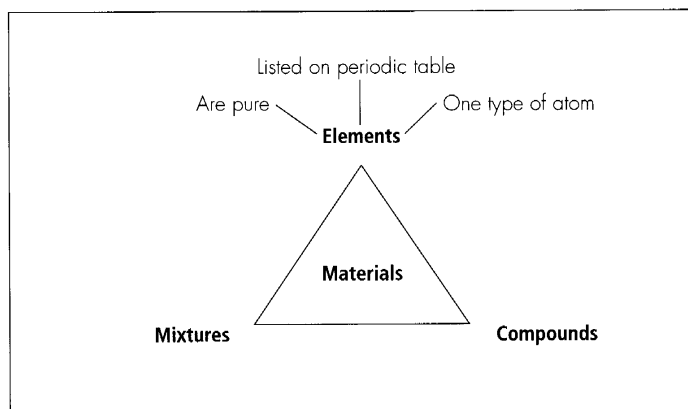 Listed on periodic table
Are pure
One type of atom
Elements
Materials
Mixtures
Compounds